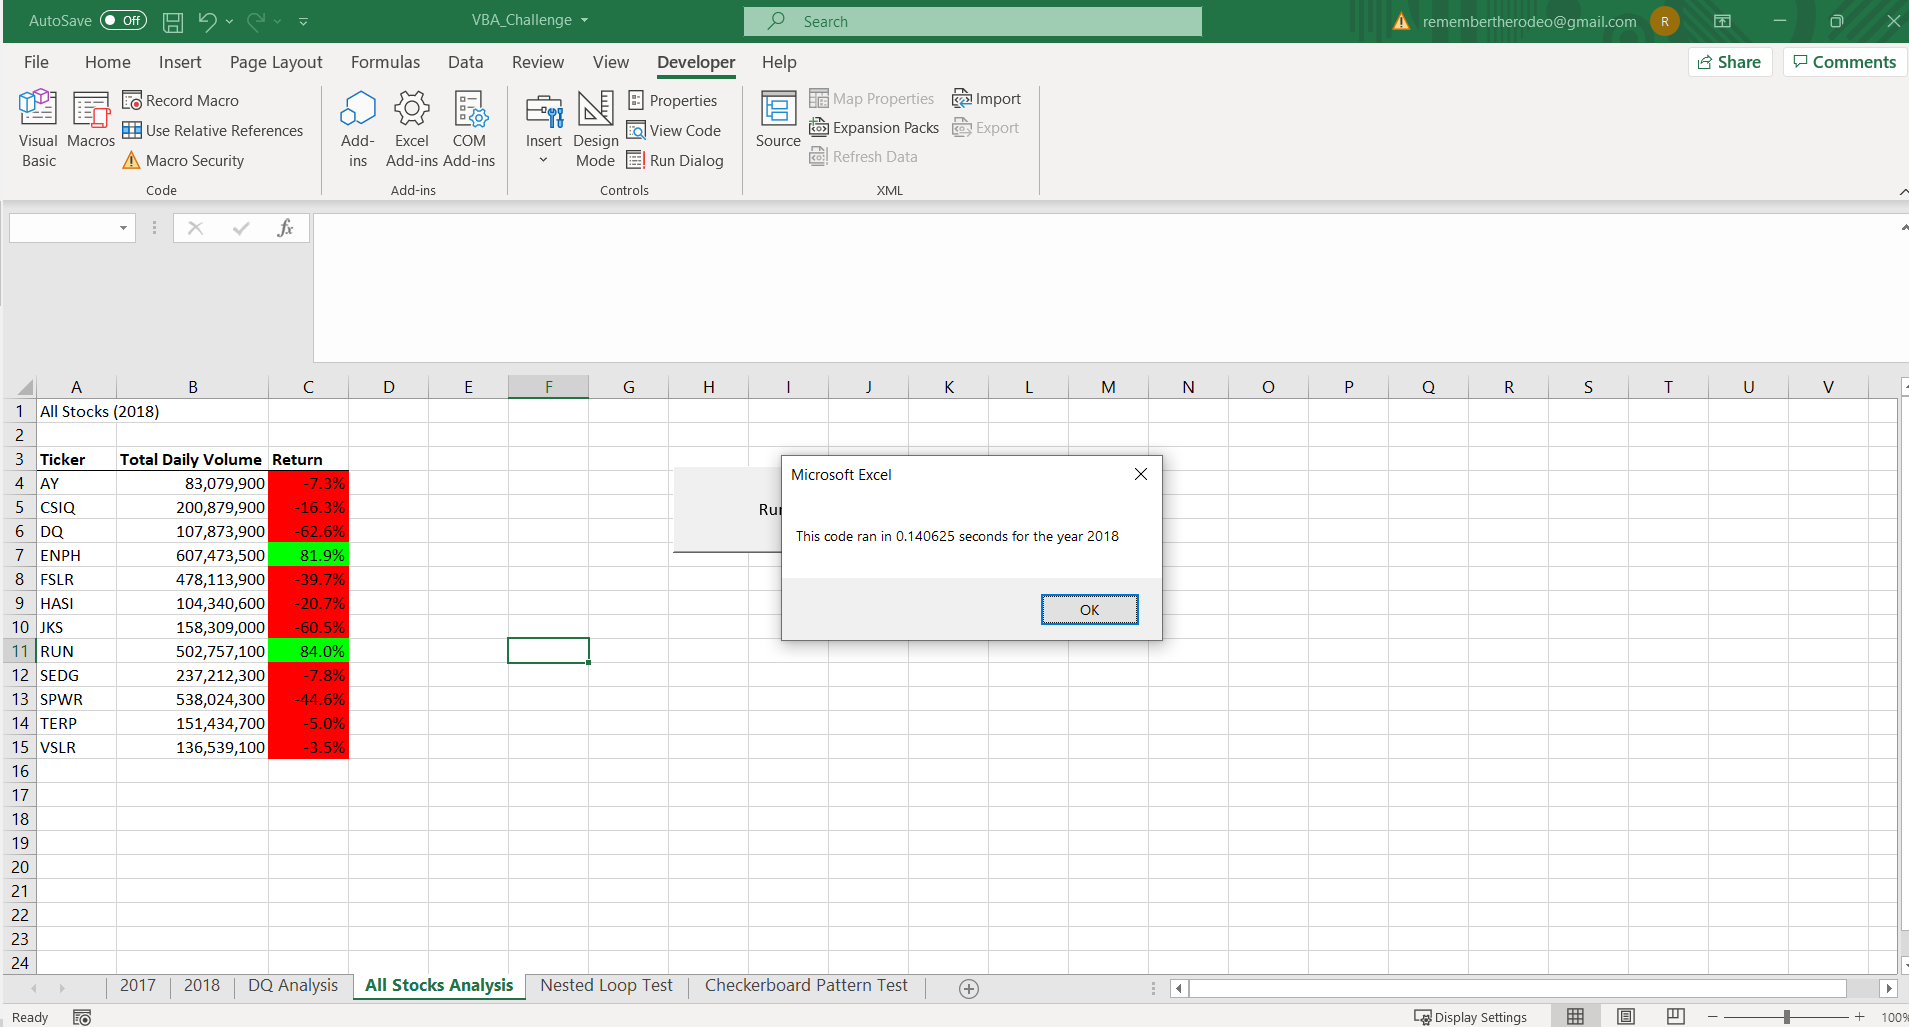 AutoSave Off VBA_Challenge Search remembertherodeo@gmail.com R
File Home Insert Page Layout Formulas Data Review View Developer Help Share Comments
Visual Basic
Macros
Record Macro
Use Relative References
Macro Security
Code
Add-ins
Excel Add-ins
COM Add-ins
Add-ins
Insert
Design Mode
Properties
View Code
Run Dialog
Controls
Source
Map Properties
Expansion Packs
Refresh Data
Import
Export
XML
fx
A B C D E F G H I J K L M N O P Q R S T U V
1 All Stocks (2018)
2
3 Ticker Total Daily Volume Return
4 AY 83,079,900 -7.3%
5 CSIQ 200,879,900 -16.3%
6 DQ 107,873,900 -62.6%
7 ENPH 607,473,500 81.9%
8 FSLR 478,113,900 -39.7%
9 HASI 104,340,600 -20.7%
10 JKS 158,309,000 -60.5%
11 RUN 502,757,100 84.0%
12 SEDG 237,212,300 -7.8%
13 SPWR 538,024,300 -44.6%
14 TERP 151,434,700 -5.0%
15 VSLR 136,539,100 -3.5%
16
17
18
19
20
21
22
23
24
Microsoft Excel
This code ran in 0.140625 seconds for the year 2018
OK
2017 2018 DQ Analysis All Stocks Analysis Nested Loop Test Checkerboard Pattern Test
Ready Display Settings 100%